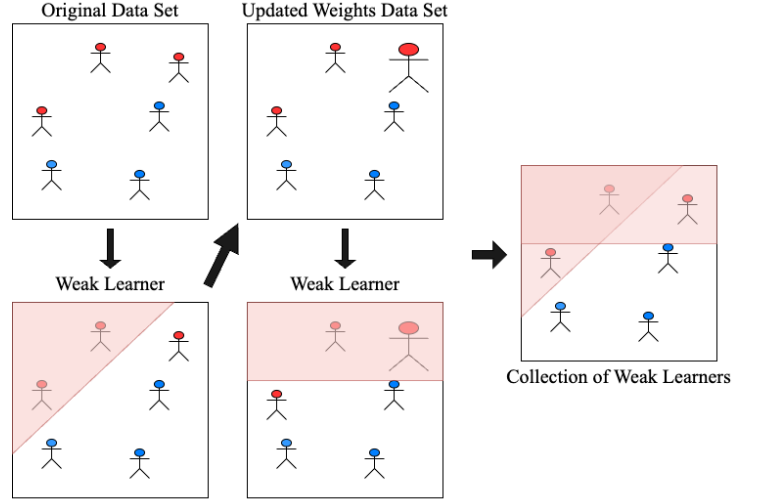 Original Data Set
Updated Weights Data Set
Weak Learner
Weak Learner
Collection of Weak Learners